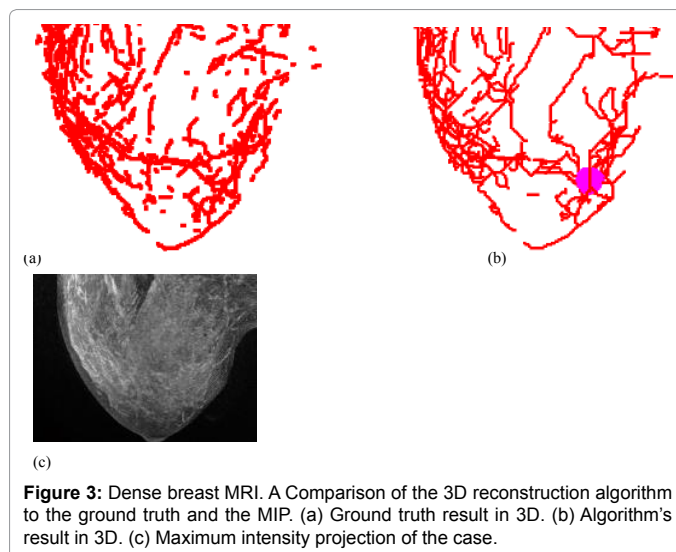 (a)
(b)
(c)
Figure 3: Dense breast MRI. A Comparison of the 3D reconstruction algorithm
to the ground truth and the MIP. (a) Ground truth result in 3D. (b) Algorithm's
result in 3D. (c) Maximum intensity projection of the case.